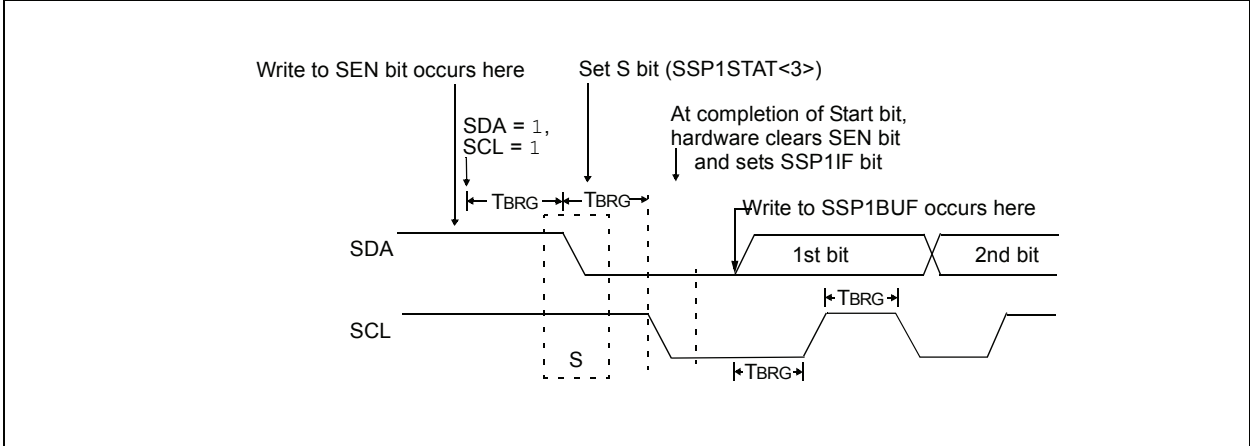 Write to SEN bit occurs here
Set S bit (SSP1STAT<3>)
At completion of Start bit,
hardware clears SEN bit
and sets SSP1IF bit
SDA = 1,
SCL = 1
TBRG
TBRG
Write to SSP1BUF occurs here
SDA
1st bit
2nd bit
TBRG
SCL
S
TBRG